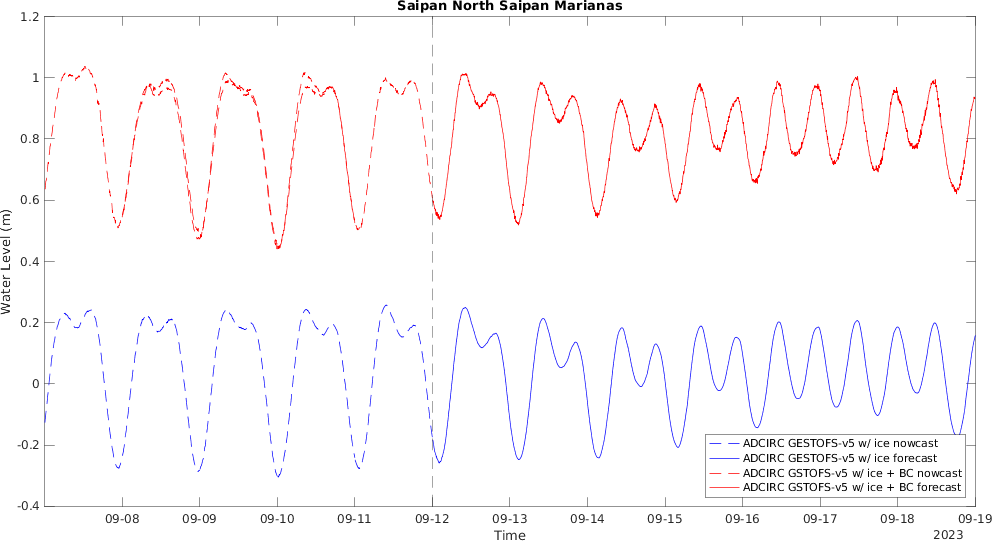 Saipan North Saipan Marianas
1.2
1
0.8
0.6
0.4
0.2
0
-0.2
-0.4
Water Level (m)
ADCIRC GESTOFS-v5 w/ ice nowcast
ADCIRC GESTOFS-v5 w/ ice forecast
ADCIRC GSTOFS-v5 w/ ice + BC nowcast
ADCIRC GSTOFS-v5 w/ ice + BC forecast
09-08 09-09 09-10 09-11 09-12 09-13 09-14 09-15 09-16 09-17 09-18 09-19
Time
2023